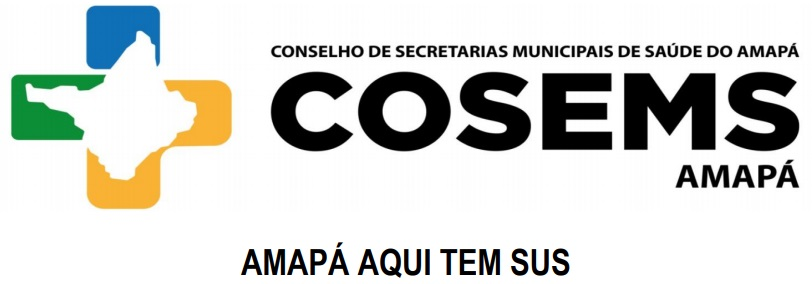 CONSELHO DE SECRETARIAS MUNICIPAIS DE SAÚDE DO AMAPÁ
COSEMS
AMAPÁ
AMAPÁ AQUI TEM SUS